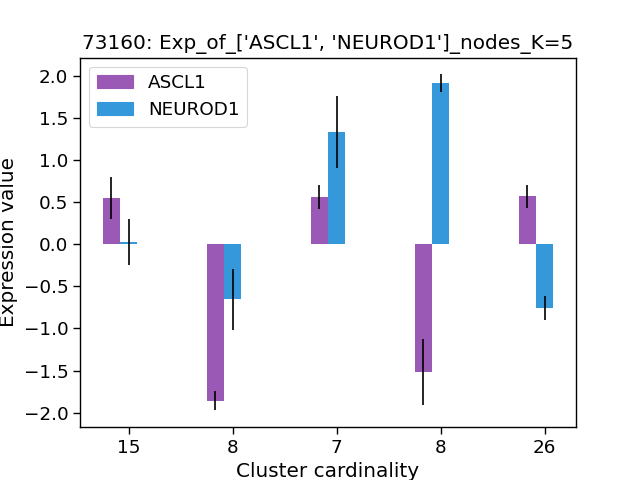 73160: Exp_of_['ASCL1', 'NEUROD1']_nodes_K=5
ASCL1
NEUROD1
Expression value
2.0
1.5
1.0
0.5
0.0
−0.5
−1.0
−1.5
−2.0
15 8 7 8 26
Cluster cardinality